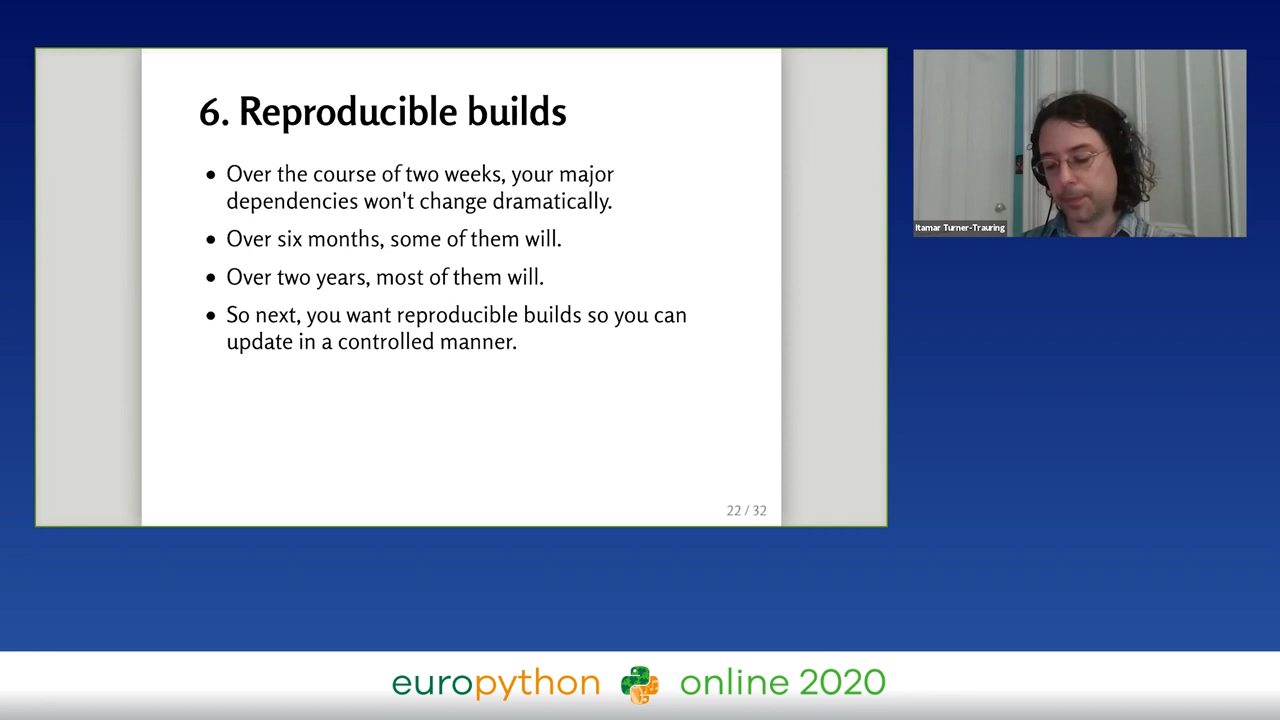 6. Reproducible builds
• Over the course of two weeks, your major
dependencies won't change dramatically.
• Over six months, some of them will.
• Over two years, most of them will.
• So next, you want reproducible builds so you can
update in a controlled manner.
22 / 32
Itamar Turner-Trauring
europython online 2020